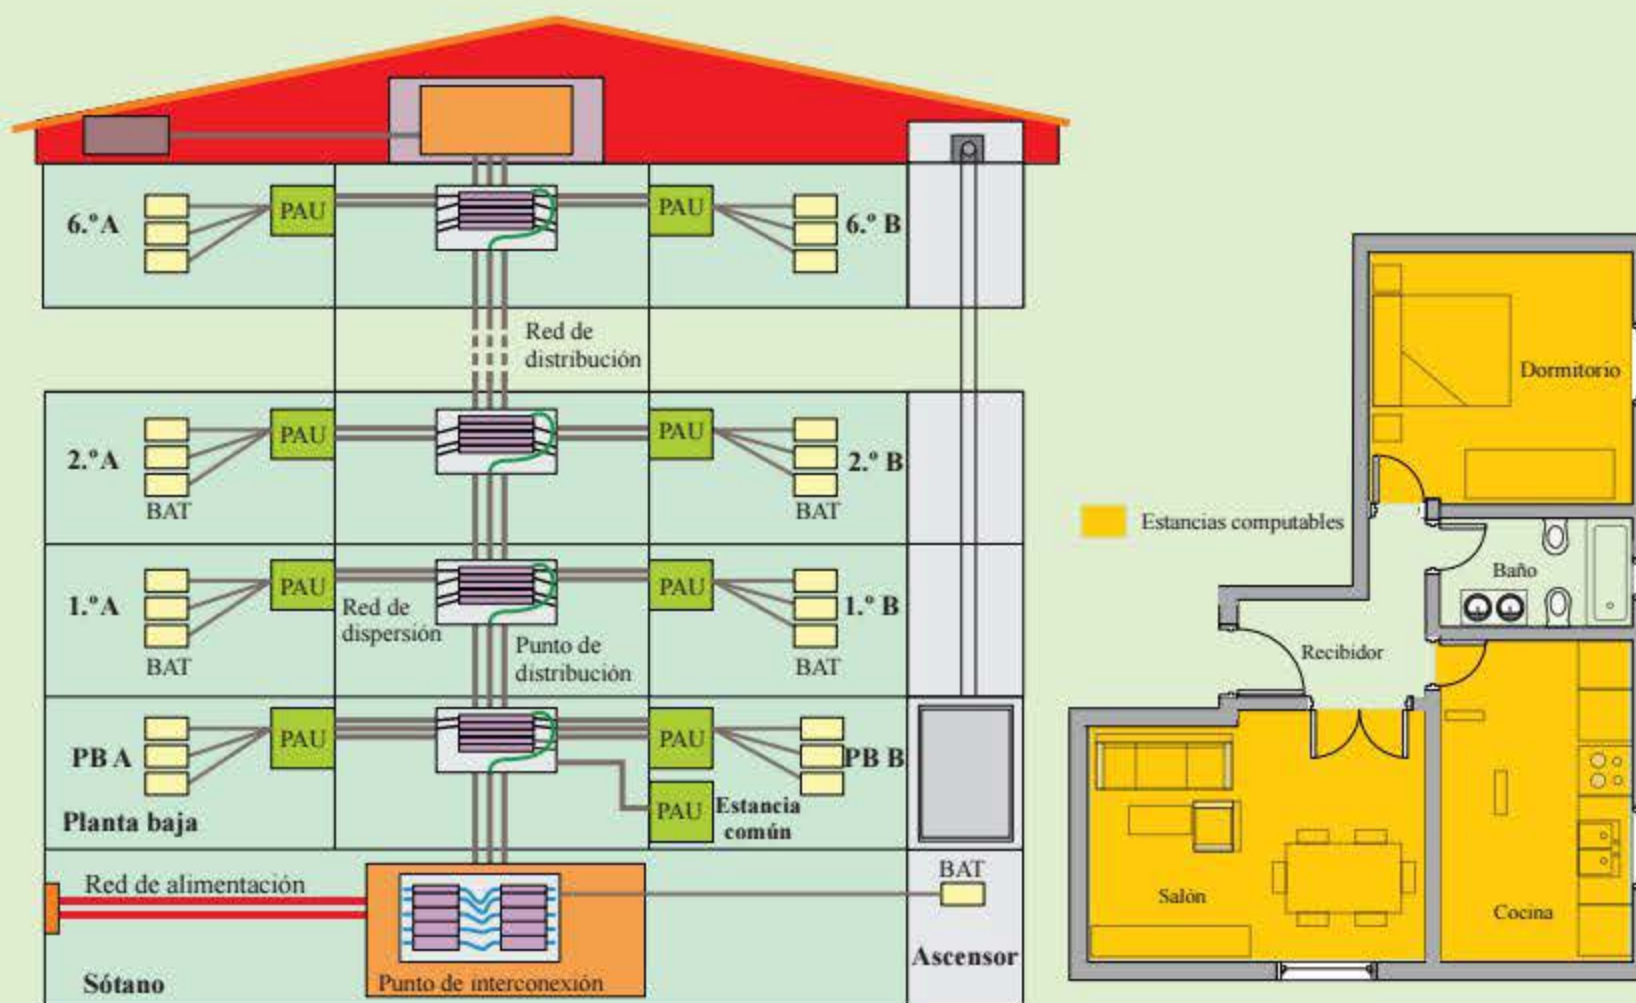 6.º A
PAU
PAU
6.º B
Red de
distribución
2.º A
PAU
PAU
2.º B
BAT
BAT
1.º A
PAU
Red de
dispersión
PAU
1.º B
BAT
Punto de
distribución
BAT
PB A
PAU
PAU
PB B
Planta baja
PAU
Estancia
común
Red de alimentación
BAT
Sótano
Punto de interconexión
Ascensor
Estancias computables
Dormitorio
Baño
Recibidor
Salón
Cocina